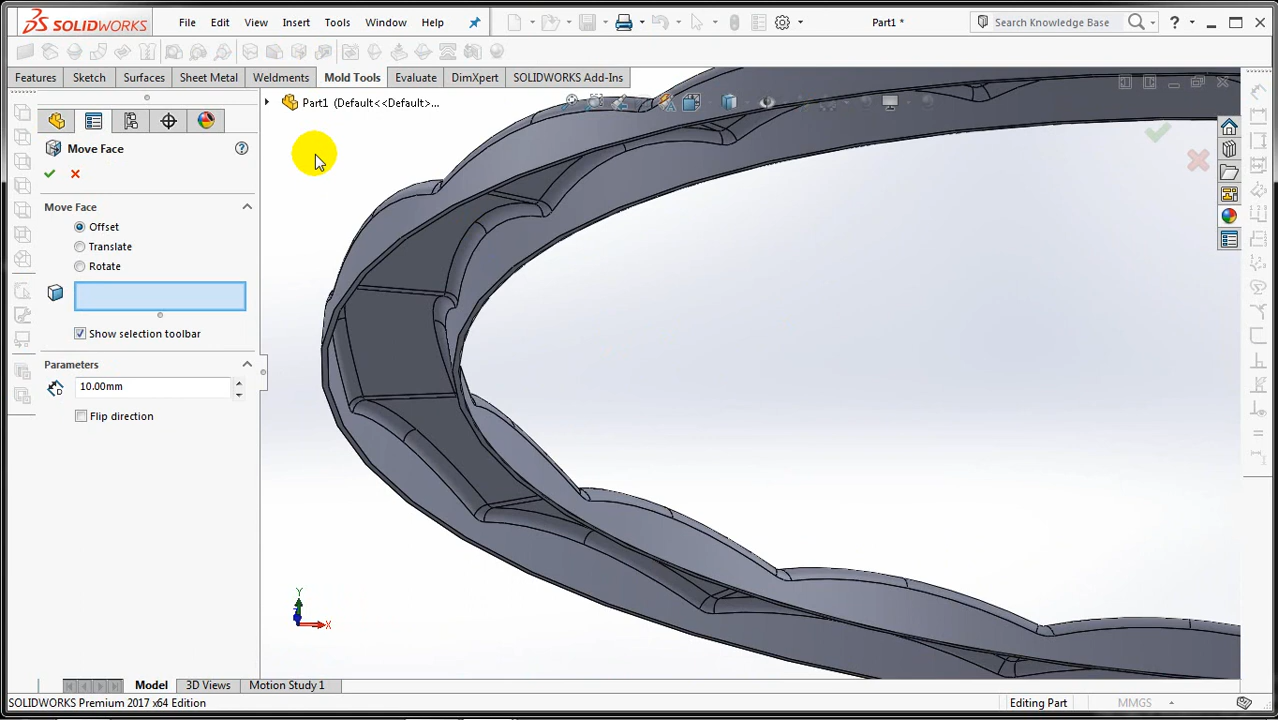 SOLIDWORKS File Edit View Insert Tools Window Help Part1 * Search Knowledge Base ?
Features Sketch Surfaces Sheet Metal Weldments Mold Tools Evaluate DimXpert SOLIDWORKS Add-Ins
Part1 (Default<<Default>...
Move Face ?
Move Face
Offset
Translate
Rotate
Show selection toolbar
Parameters
D 10.00mm
Flip direction
Y
Z X
Model 3D Views Motion Study 1
SOLIDWORKS Premium 2017 x64 Edition Editing Part MMGS